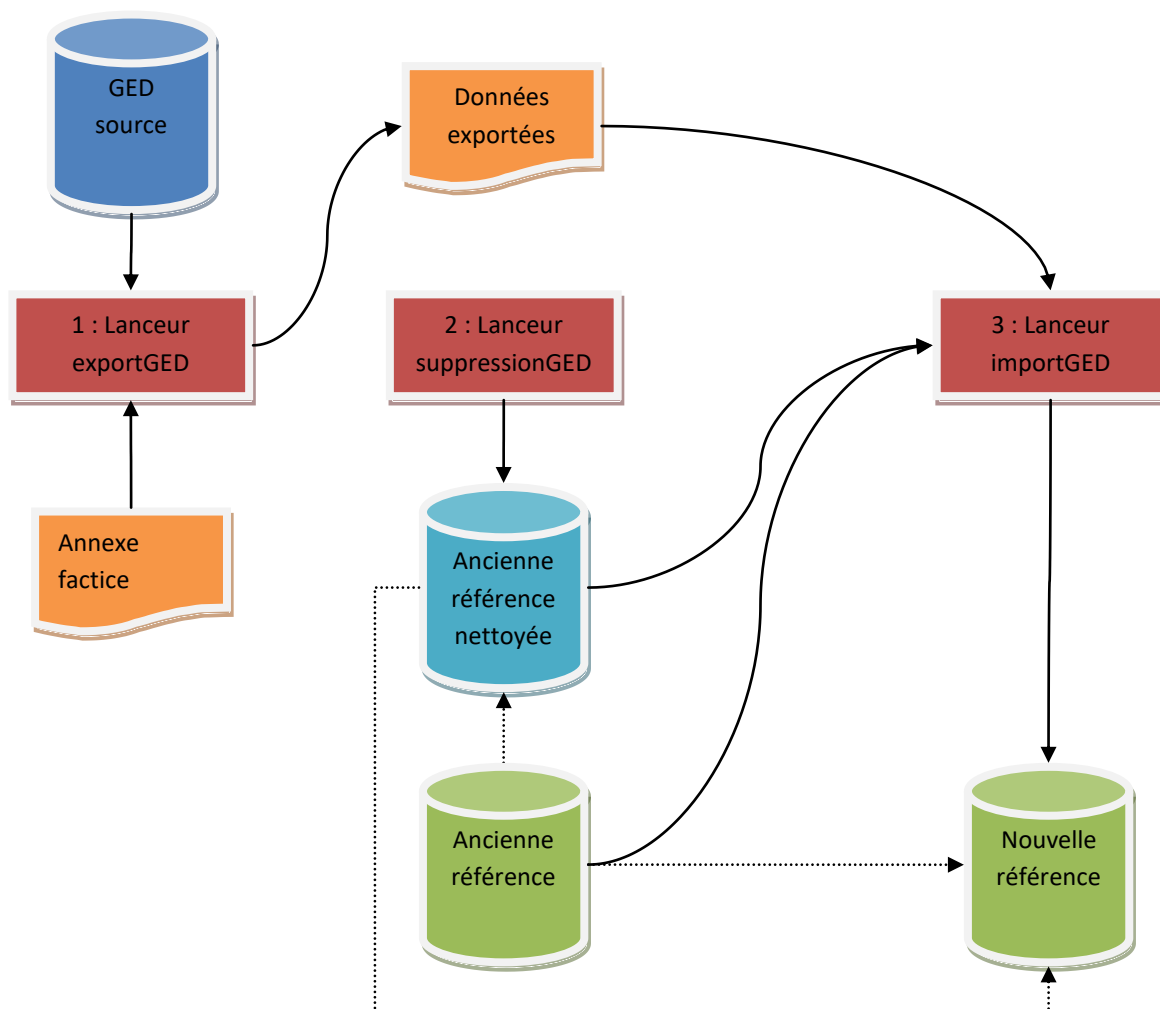 GED
source
Données
exportées
1 : Lanceur
exportGED
2 : Lanceur
suppressionGED
3 : Lanceur
importGED
Annexe
factice
Ancienne
référence
nettoyée
Ancienne
référence
Nouvelle
référence